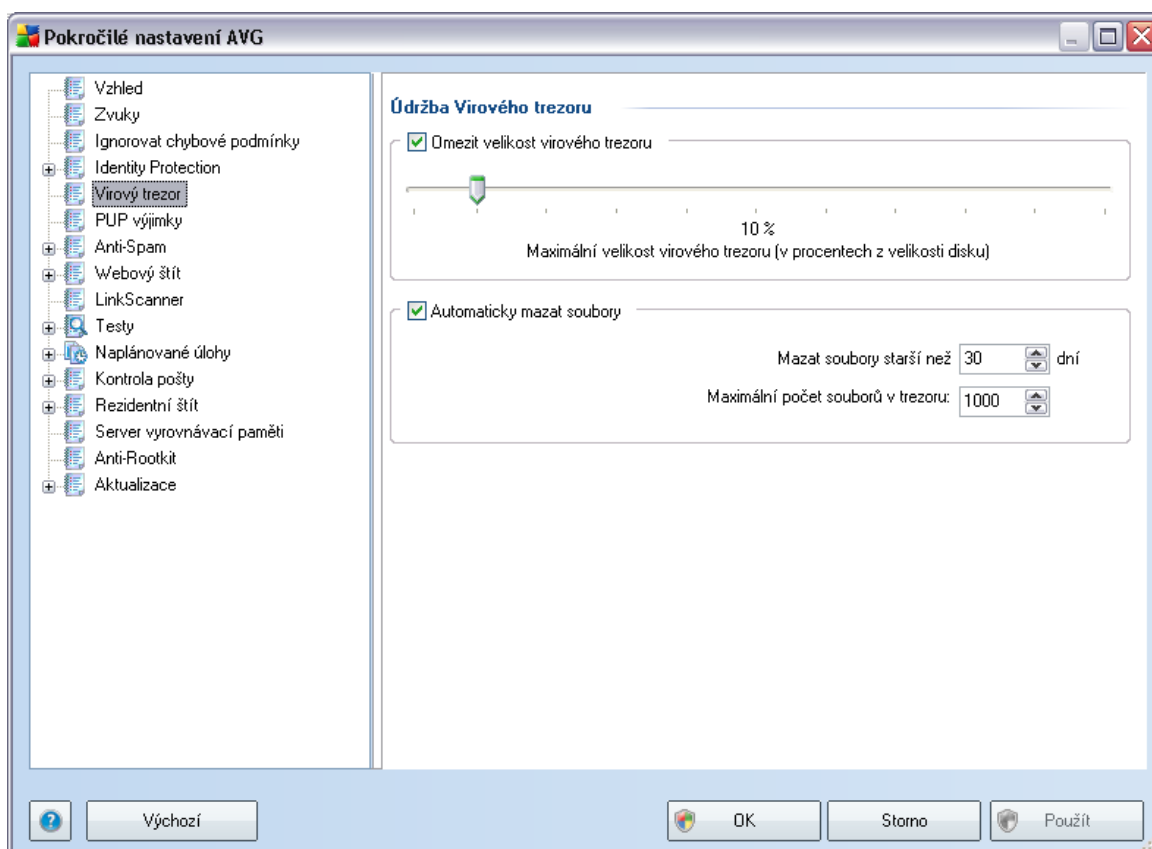 Pokročilé nastavení AVG
Vzhled
Zvuky
Ignorovat chybové podmínky
Identity Protection
Virový trezor
PUP výjimky
Anti-Spam
Webový štít
LinkScanner
Testy
Naplánované úlohy
Kontrola pošty
Rezidentní štít
Server vyrovnávací paměti
Anti-Rootkit
Aktualizace
Údržba Virového trezoru
Omezit velikost virového trezoru
10 %
Maximální velikost virového trezoru (v procentech z velikosti disku)
Automaticky mazat soubory
Mazat soubory starší než 30 dní
Maximální počet souborů v trezoru: 1000
Výchozí
OK
Storno
Použít